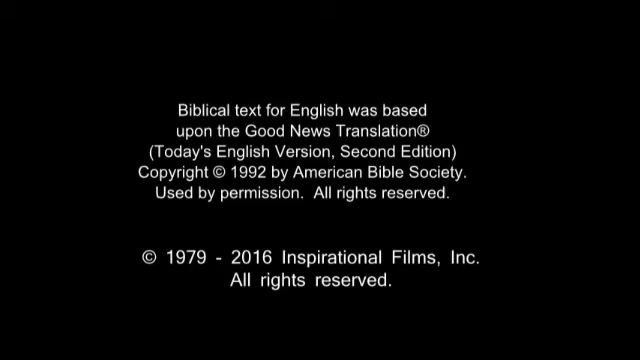 Biblical text for English was based
upon the Good News Translation®
(Today's English Version, Second Edition)
Copyright © 1992 by American Bible Society.
Used by permission.  All rights reserved.
© 1979 - 2016 Inspirational Films, Inc.
All rights reserved.